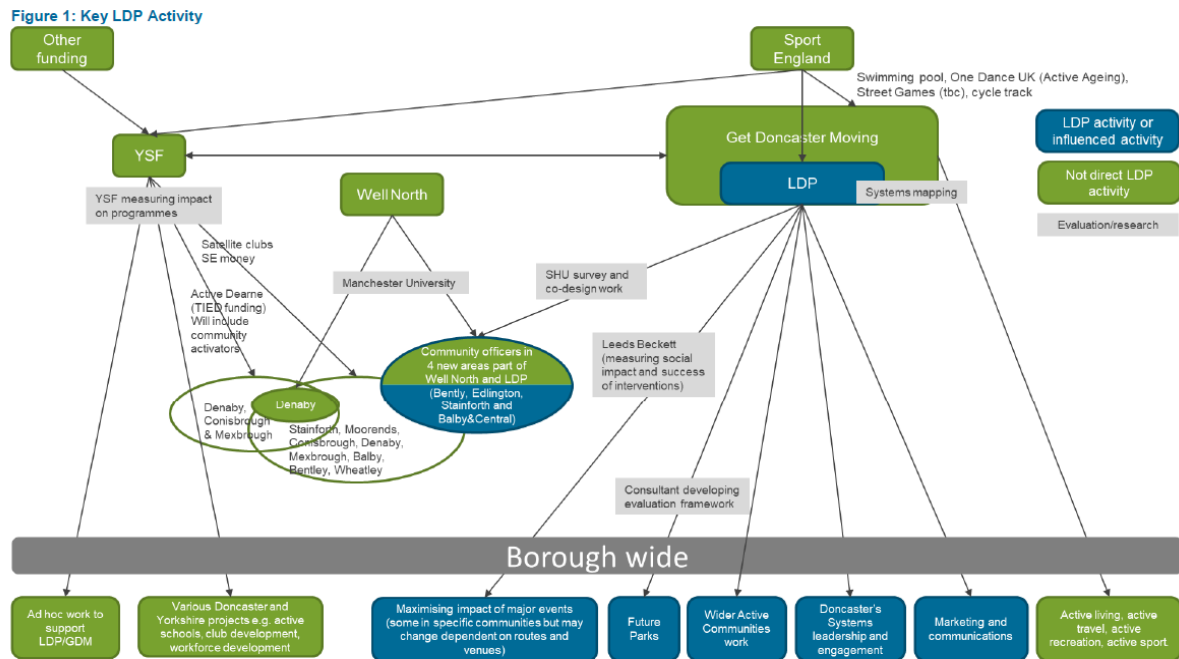 Figure 1: Key LDP Activity
Other
funding
Sport
England
Swimming pool, One Dance UK (Active Ageing),
Street Games (tbc), cycle track
LDP activity or
influenced activity
Not direct LDP
activity
Evaluation/research
YSF
Get Doncaster Moving
LDP
Systems mapping
YSF measuring impact
on programmes
Well North
Satellite clubs
SE money
Manchester University
SHU survey and
co-design work
Active Dearne
(TIED funding)
Will include
community
activators
Leeds Beckett
(measuring social
impact and success
of interventions)
Community officers in
4 new areas part of
Well North and LDP
(Bently, Edlington,
Stainforth and
Balby&Central)
Denaby,
Conisbrough
& Mexbrough
Denaby
Stainforth, Moorends,
Conisbrough, Denaby,
Mexbrough, Balby,
Bentley, Wheatley
Consultant developing
evaluation framework
Borough wide
Ad hoc work to
support
LDP/GDM
Various Doncaster and
Yorkshire projects e.g. active
schools, club development,
workforce development
Maximising impact of major events
(some in specific communities but may
change dependent on routes and
venues)
Future
Parks
Wider Active
Communities
work
Doncaster's
Systems
leadership and
engagement
Marketing and
communications
Active living, active
travel, active
recreation, active sport.